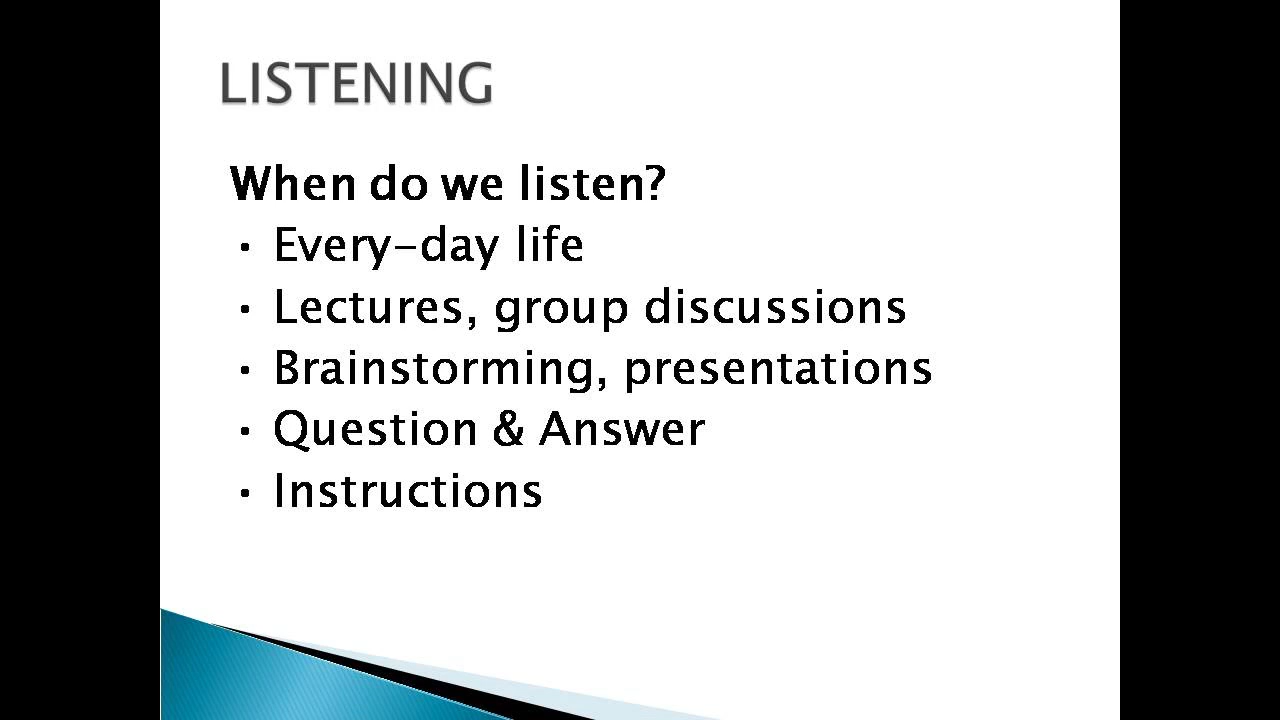 LISTENING
When do we listen?
• Every-day life
• Lectures, group discussions
• Brainstorming, presentations
• Question & Answer
• Instructions